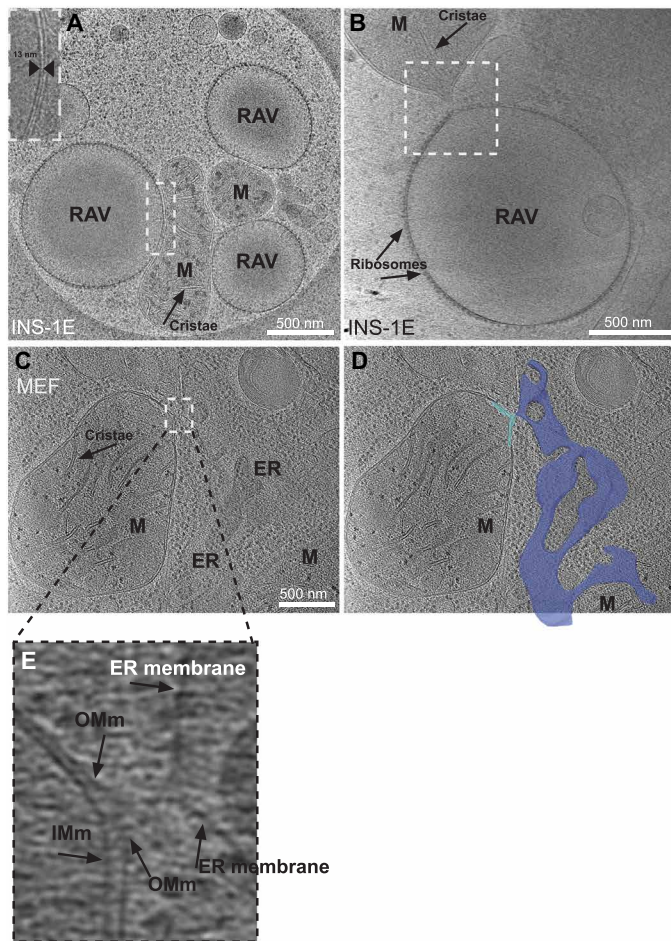 A
13 nm
RAV
RAV
M
M
RAV
Cristae
500 nm
INS-1E
B
M
Cristae
RAV
Ribosomes
500 nm
INS-1E
C
MEF
Cristae
ER
M
ER
M
500 nm
D
M
M
E
ER membrane
OMm
IMm
ER membrane
OMm